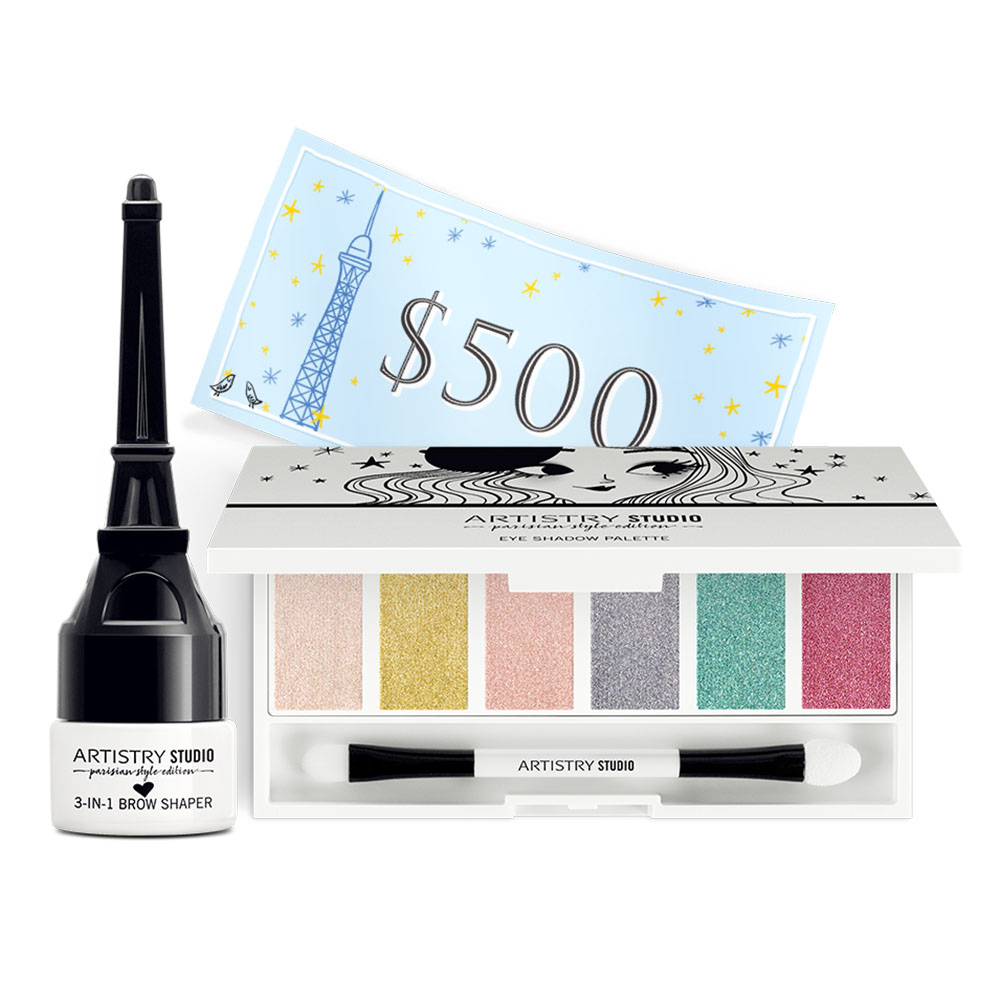 $500
ARTISTRY STUDIO
parisian style edition
EYE SHADOW PALETTE
ARTISTRY STUDIO
ARTISTRY STUDIO
parisian style edition
3-IN-1 BROW SHAPER